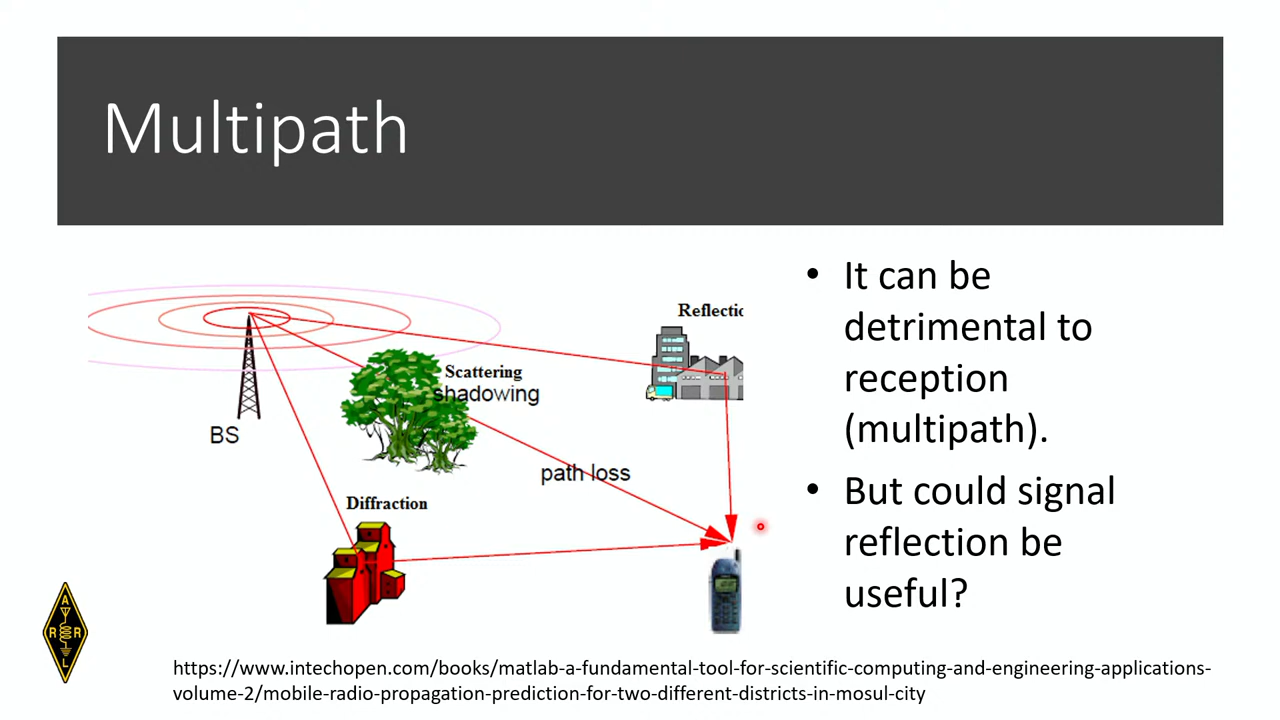 Multipath
Reflectio
Scattering
shadowing
BS
path loss
Diffraction
• It can be
detrimental to
reception
(multipath).
• But could signal
reflection be
useful?
A
R R
L
https://www.intechopen.com/books/matlab-a-fundamental-tool-for-scientific-computing-and-engineering-applications-
volume-2/mobile-radio-propagation-prediction-for-two-different-districts-in-mosul-city